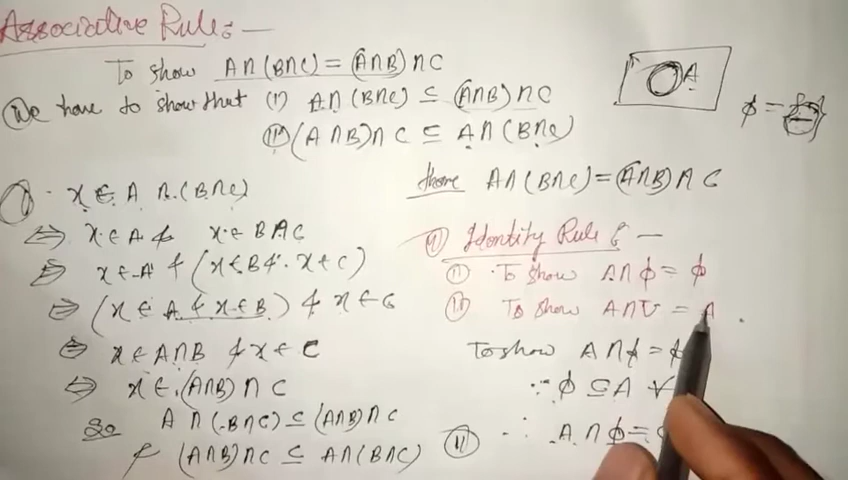 Associative Rule:-
To show A∩(B∩C) = (A∩B)∩C
We have to show that (i) A∩(B∩C) ⊆ (A∩B)∩C
(ii) (A∩B)∩C ⊆ A∩(B∩C)
A
ϕ = { }
x ∈ A ∩ (B∩C)
⇔ x ∈ A & x ∈ B∩C
⇔ x ∈ A & (x ∈ B & x ∈ C)
⇔ (x ∈ A & x ∈ B) & x ∈ C
⇔ x ∈ A∩B & x ∈ C
⇔ x ∈ (A∩B) ∩ C
So A ∩ (B∩C) ⊆ (A∩B)∩C
& (A∩B)∩C ⊆ A∩(B∩C)
A∩(B∩C) = (A∩B)∩C
Identity Rule :-
(i) To show A∩ϕ = ϕ
(ii) To show A∩U = A
To show A∩ϕ = ϕ
∵ ϕ ⊆ A ∀
∴ A∩ϕ =
(ii)